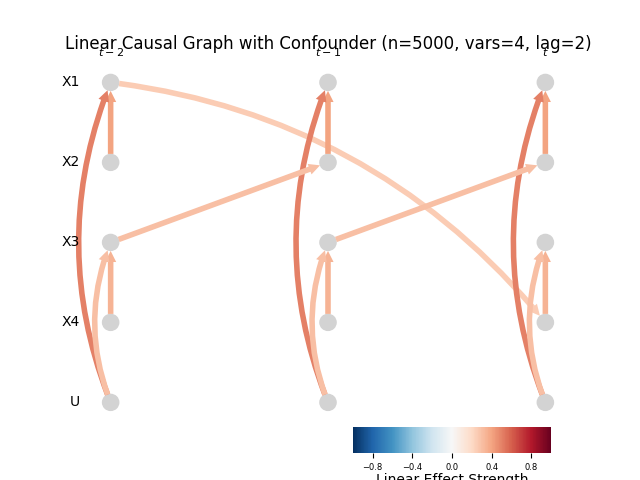 Linear Causal Graph with Confounder (n=5000, vars=4, lag=2)
t − 2 t − 1 t
X1
X2
X3
X4
U
−0.8 −0.4 0.0 0.4 0.8
Linear Effect Strength